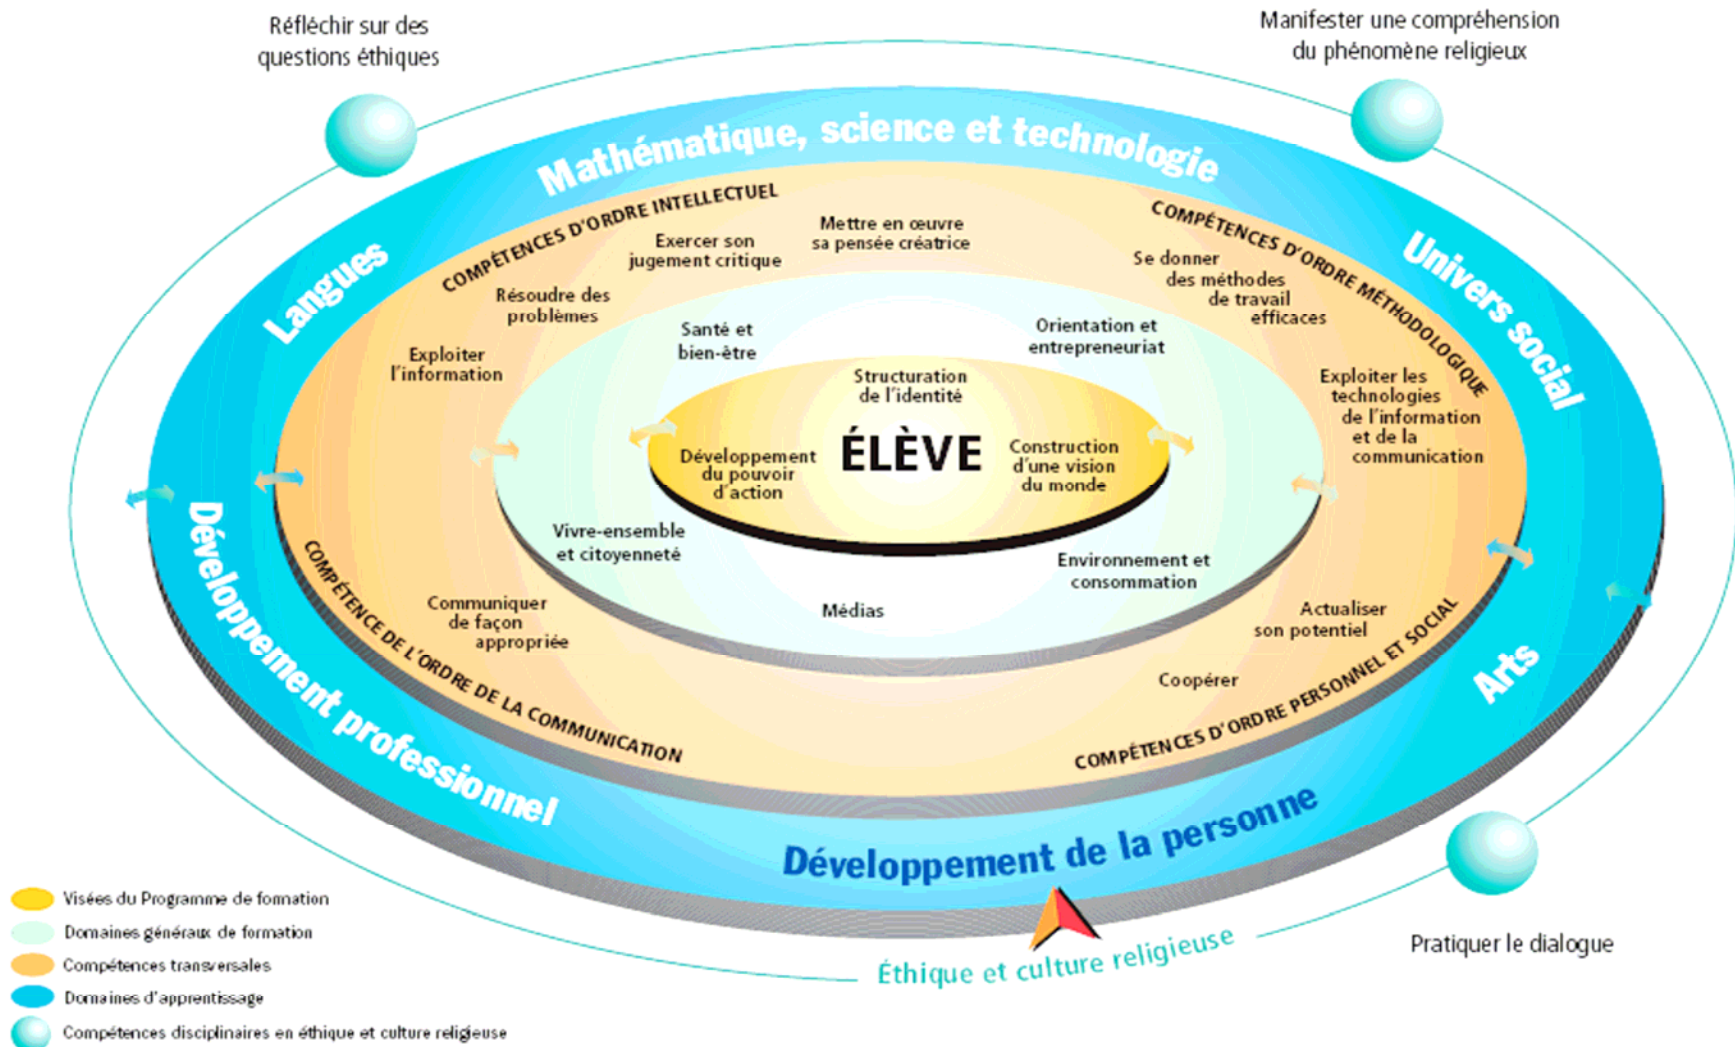 Réfléchir sur des
questions éthiques
Manifester une compréhension
du phénomène religieux
Mathématique, science et technologie
Langues
Univers social
COMPÉTENCES D'ORDRE INTELLECTUEL
COMPÉTENCES D'ORDRE MÉTHODOLOGIQUE
Mettre en œuvre
sa pensée créatrice
Exercer son
jugement critique
Résoudre des
problèmes
Exploiter
l'information
Se donner
des méthodes
de travail
efficaces
Exploiter les
technologies
de l'information
et de la
communication
Santé et
bien-être
Orientation et
entrepreneuriat
Structuration
de l'identité
ÉLÈVE
Développement
du pouvoir
d'action
Construction
d'une vision
du monde
Vivre-ensemble
et citoyenneté
Environnement et
consommation
Médias
Communiquer
de façon
appropriée
Actualiser
son potentiel
Coopérer
COMPÉTENCE DE L'ORDRE DE LA COMMUNICATION
COMPÉTENCES D'ORDRE PERSONNEL ET SOCIAL
Développement professionnel
Arts
Développement de la personne
Éthique et culture religieuse
Pratiquer le dialogue
Visées du Programme de formation
Domaines généraux de formation
Compétences transversales
Domaines d'apprentissage
Compétences disciplinaires en éthique et culture religieuse